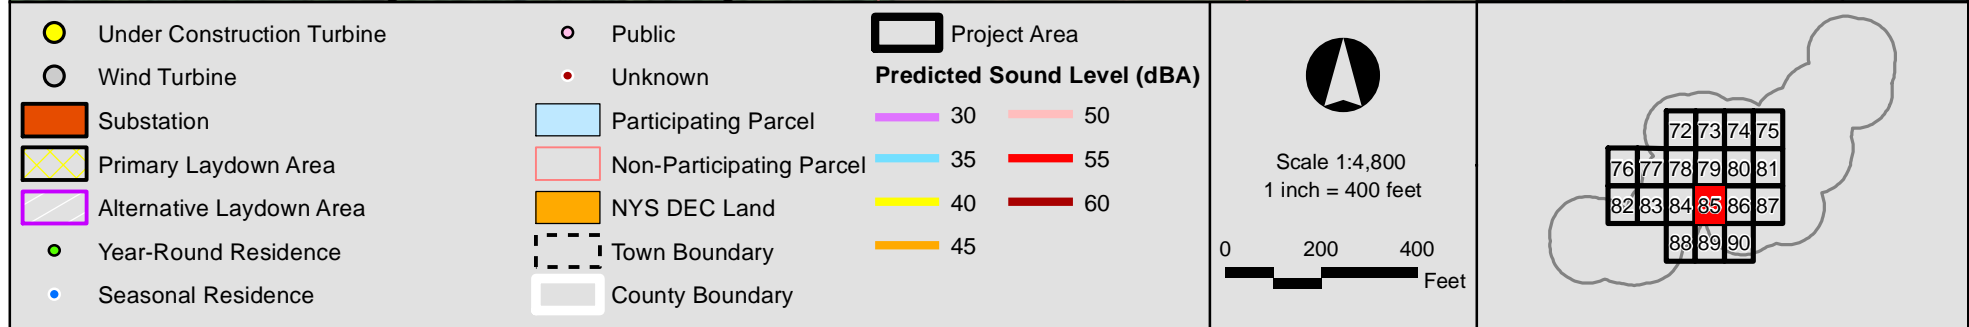 Under Construction Turbine
Wind Turbine
Substation
Primary Laydown Area
Alternative Laydown Area
Year-Round Residence
Seasonal Residence
Public
Unknown
Participating Parcel
Non-Participating Parcel
NYS DEC Land
Town Boundary
County Boundary
Project Area
Predicted Sound Level (dBA)
30
35
40
45
50
55
60
Scale 1:4,800
1 inch = 400 feet
0 200 400
Feet
72 73 74 75
76 77 78 79 80 81
82 83 84 85 86 87
88 89 90